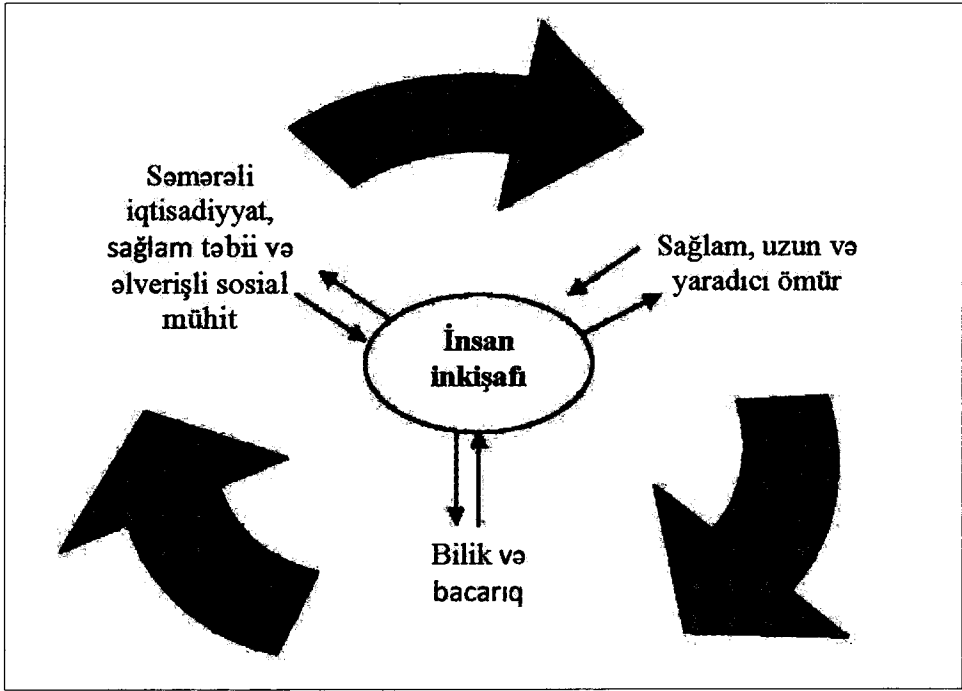 Səmərəli
iqtisadiyyat,
sağlam təbii və
əlverişli sosial
mühit
Sağlam, uzun və
yaradıcı ömür
İnsan
inkişafı
Bilik və
bacarıq